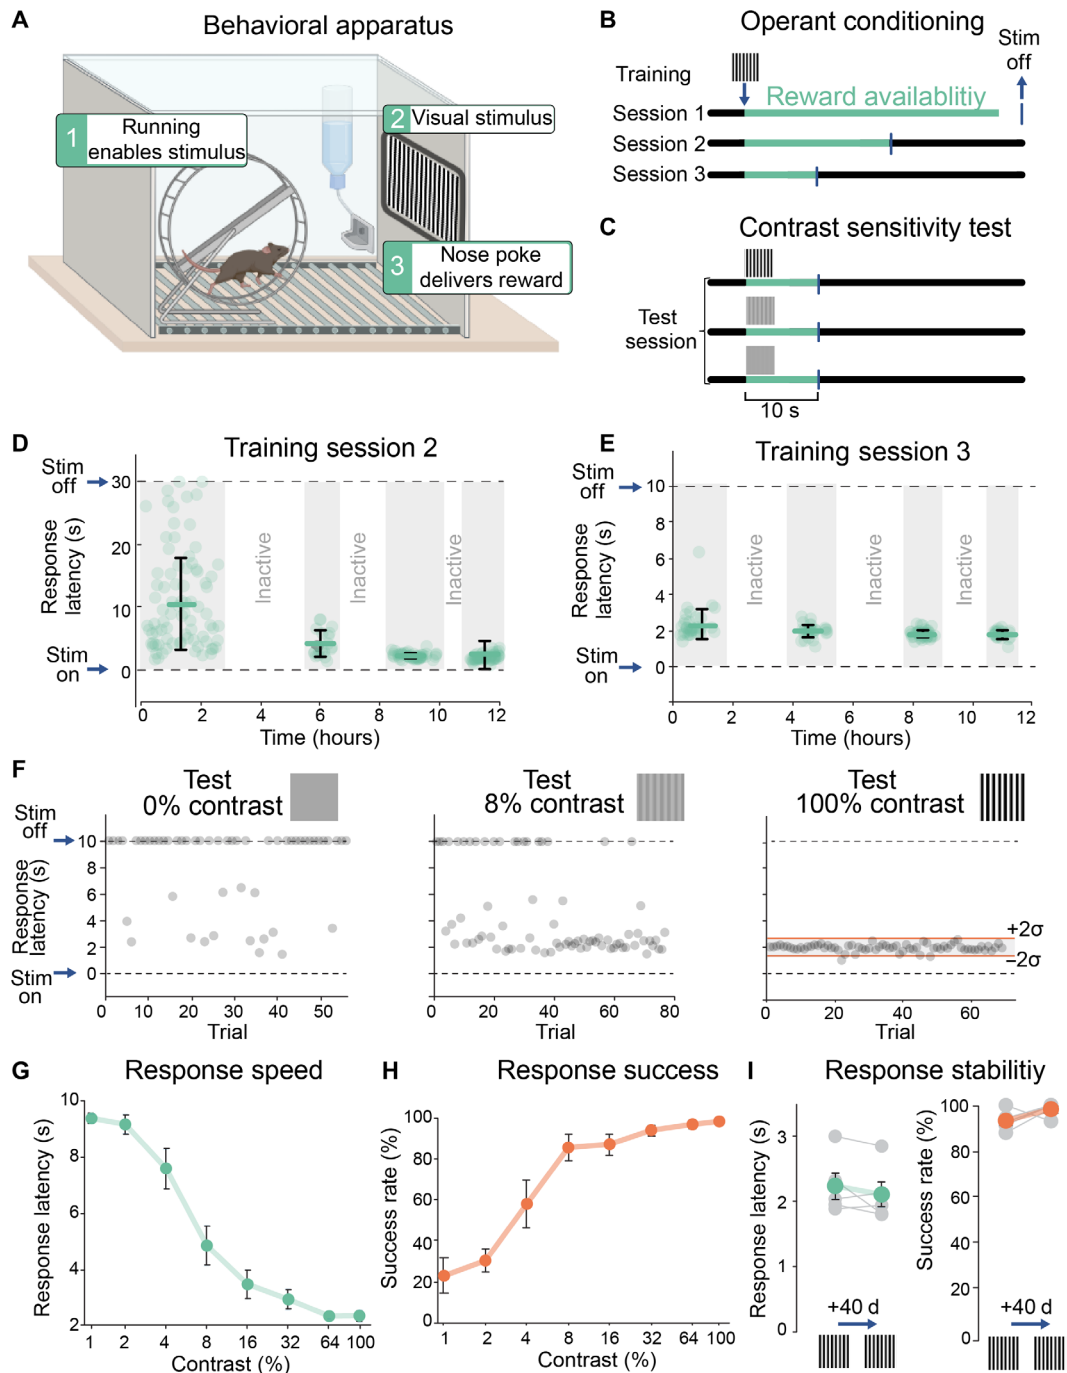 A
Behavioral apparatus
1
Running
enables stimulus
2
Visual stimulus
3
Nose poke
delivers reward
B
Operant conditioning
Stim
off
Training
Reward availablitiy
Session 1
Session 2
Session 3
C
Contrast sensitivity test
Test
session
10 s
D
Training session 2
Stim
off
30
20
10
0
Response
latency (s)
Inactive
Inactive
Inactive
Stim
on
0 2 4 6 8 10 12
Time (hours)
E
Training session 3
Stim
off
10
8
6
4
2
0
Response
latency (s)
Inactive
Inactive
Inactive
Stim
on
0 2 4 6 8 10 12
Time (hours)
F
Test
0% contrast
Test
8% contrast
Test
100% contrast
Stim
off
10
8
6
4
2
0
Response
latency (s)
Stim
on
+2σ
−2σ
0 10 20 30 40 50
Trial
0 20 40 60 80
Trial
0 20 40 60
Trial
G
Response speed
Response latency (s)
10
8
6
4
2
1 2 4 8 16 32 64 100
Contrast (%)
H
Response success
Success rate (%)
100
80
60
40
20
0
1 2 4 8 16 32 64 100
Contrast (%)
I
Response stabilitiy
Response latency (s)
3
2
1
0
+40 d
Success rate (%)
100
80
60
40
20
0
+40 d